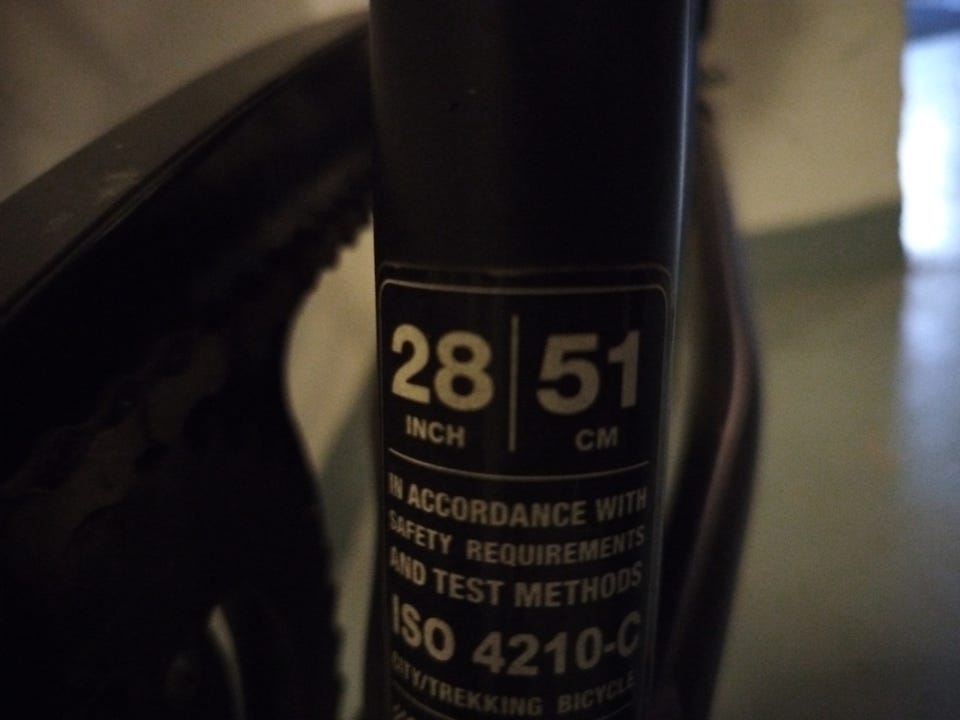 28 51
INCH CM
IN ACCORDANCE WITH
SAFETY REQUIREMENTS
AND TEST METHODS
ISO 4210-C
CITY/TREKKING BICYCLE